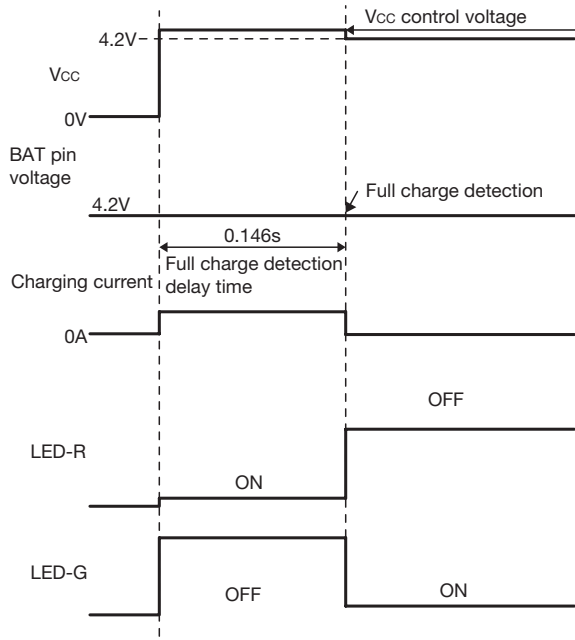 VCC control voltage
4.2V
VCC
0V
BAT pin
voltage
4.2V
Full charge detection
0.146s
Full charge detection
delay time
Charging current
0A
OFF
LED-R
ON
LED-G
OFF
ON